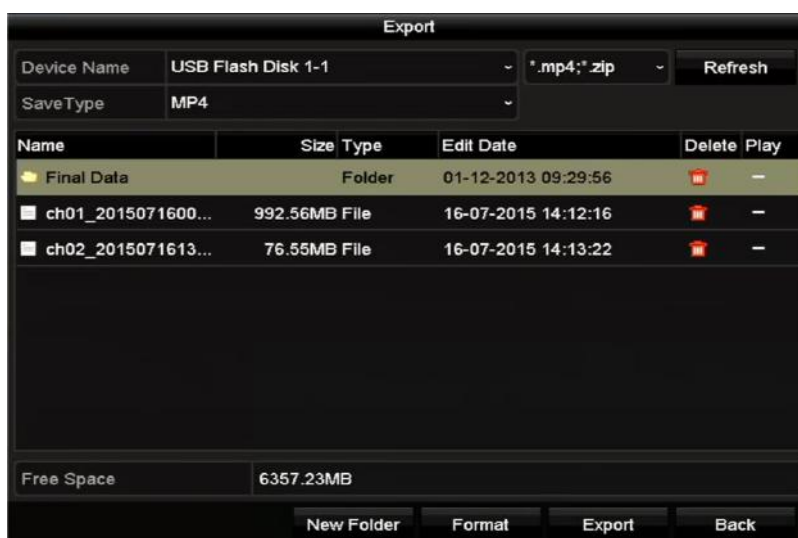 Export
Device Name USB Flash Disk 1-1 *.mp4;*.zip Refresh
SaveType MP4
Name Size Type Edit Date Delete Play
Final Data Folder 01-12-2013 09:29:56 –
ch01_2015071600... 992.56MB File 16-07-2015 14:12:16 –
ch02_2015071613... 76.55MB File 16-07-2015 14:13:22 –
Free Space 6357.23MB
New Folder Format Export Back